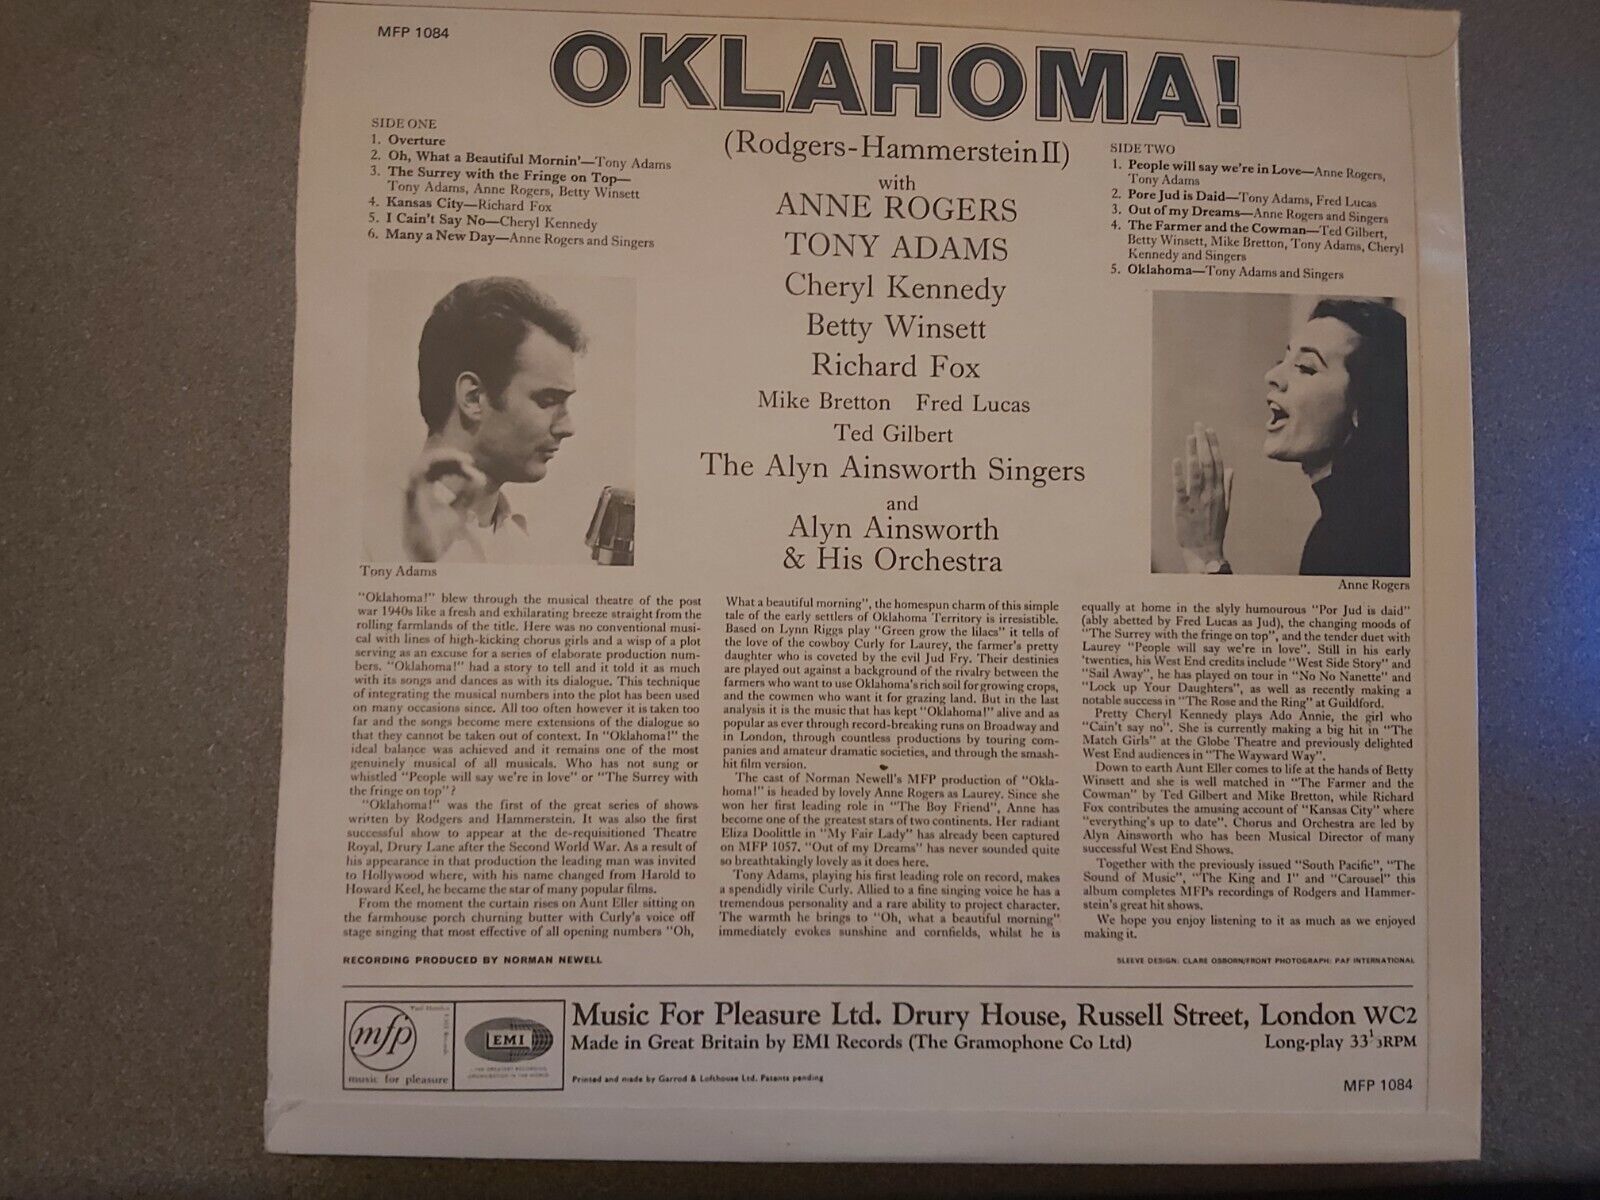 MFP 1084
OKLAHOMA!
(Rodgers-Hammerstein II)
with
ANNE ROGERS
TONY ADAMS
Cheryl Kennedy
Betty Winsett
Richard Fox
Mike Bretton Fred Lucas
Ted Gilbert
The Alyn Ainsworth Singers
and
Alyn Ainsworth
& His Orchestra
SIDE ONE
1. Overture
2. Oh, What a Beautiful Mornin'—Tony Adams
3. The Surrey with the Fringe on Top—
Tony Adams, Anne Rogers, Betty Winsett
4. Kansas City—Richard Fox
5. I Cain't Say No—Cheryl Kennedy
6. Many a New Day—Anne Rogers and Singers
SIDE TWO
1. People will say we're in Love—Anne Rogers,
Tony Adams
2. Pore Jud is Daid—Tony Adams, Fred Lucas
3. Out of my Dreams—Anne Rogers and Singers
4. The Farmer and the Cowman—Ted Gilbert,
Betty Winsett, Mike Bretton, Tony Adams, Cheryl
Kennedy and Singers
5. Oklahoma—Tony Adams and Singers
Tony Adams
Anne Rogers
"Oklahoma!" blew through the musical theatre of the post
war 1940s like a fresh and exhilarating breeze straight from the
rolling farmlands of the title. Here was no conventional musi-
cal with lines of high-kicking chorus girls and a wisp of a plot
serving as an excuse for a series of elaborate production num-
bers. "Oklahoma!" had a story to tell and it told it as much
with its songs and dances as with its dialogue. This technique
of integrating the musical numbers into the plot has been used
on many occasions since. All too often however it is taken too
far and the songs become mere extensions of the dialogue so
that they cannot be taken out of context. In "Oklahoma!" the
ideal balance was achieved and it remains one of the most
genuinely musical of all musicals. Who has not sung or
whistled "People will say we're in love" or "The Surrey with
the fringe on top"?
"Oklahoma!" was the first of the great series of shows
written by Rodgers and Hammerstein. It was also the first
successful show to appear at the de-requisitioned Theatre
Royal, Drury Lane after the Second World War. As a result of
his appearance in that production the leading man was invited
to Hollywood where, with his name changed from Harold to
Howard Keel, he became the star of many popular films.
From the moment the curtain rises on Aunt Eller sitting on
the farmhouse porch churning butter with Curly's voice off
stage singing that most effective of all opening numbers "Oh,
What a beautiful morning", the homespun charm of this simple
tale of the early settlers of Oklahoma Territory is irresistible.
Based on Lynn Riggs play "Green grow the lilacs" it tells of
the love of the cowboy Curly for Laurey, the farmer's pretty
daughter who is coveted by the evil Jud Fry. Their destinies
are played out against a background of the rivalry between the
farmers who want to use Oklahoma's rich soil for growing crops,
and the cowmen who want it for grazing land. But in the last
analysis it is the music that has kept "Oklahoma!" alive and as
popular as ever through record-breaking runs on Broadway and
in London, through countless productions by touring com-
panies and amateur dramatic societies, and through the smash-
hit film version.
The cast of Norman Newell's MFP production of "Okla-
homa!" is headed by lovely Anne Rogers as Laurey. Since she
won her first leading role in "The Boy Friend", Anne has
become one of the greatest stars of two continents. Her radiant
Eliza Doolittle in "My Fair Lady" has already been captured
on MFP 1057. "Out of my Dreams" has never sounded quite
so breathtakingly lovely as it does here.
Tony Adams, playing his first leading role on record, makes
a spendidly virile Curly. Allied to a fine singing voice he has a
tremendous personality and a rare ability to project character.
The warmth he brings to "Oh, what a beautiful morning"
immediately evokes sunshine and cornfields, whilst he is
equally at home in the slyly humourous "Por Jud is daid"
(ably abetted by Fred Lucas as Jud), the changing moods of
"The Surrey with the fringe on top", and the tender duet with
Laurey "People will say we're in love". Still in his early
'twenties, his West End credits include "West Side Story" and
"Sail Away", he has played on tour in "No No Nanette" and
"Lock up Your Daughters", as well as recently making a
notable success in "The Rose and the Ring" at Guildford.
Pretty Cheryl Kennedy plays Ado Annie, the girl who
"Cain't say no". She is currently making a big hit in "The
Match Girls" at the Globe Theatre and previously delighted
West End audiences in "The Wayward Way".
Down to earth Aunt Eller comes to life at the hands of Betty
Winsett and she is well matched in "The Farmer and the
Cowman" by Ted Gilbert and Mike Bretton, while Richard
Fox contributes the amusing account of "Kansas City" where
"everything's up to date". Chorus and Orchestra are led by
Alyn Ainsworth who has been Musical Director of many
successful West End Shows.
Together with the previously issued "South Pacific", "The
Sound of Music", "The King and I" and "Carousel" this
album completes MFPs recordings of Rodgers and Hammer-
stein's great hit shows.
We hope you enjoy listening to it as much as we enjoyed
making it.
RECORDING PRODUCED BY NORMAN NEWELL
SLEEVE DESIGN: CLARE OSBORN/FRONT PHOTOGRAPH: PAF INTERNATIONAL
mfp
music for pleasure
EMI
THE GREATEST RECORDING
ORGANISATION IN THE WORLD
Music For Pleasure Ltd. Drury House, Russell Street, London WC2
Made in Great Britain by EMI Records (The Gramophone Co Ltd)
Long-play 33 1/3 RPM
Printed and made by Garrod & Lofthouse Ltd. Patents pending
MFP 1084